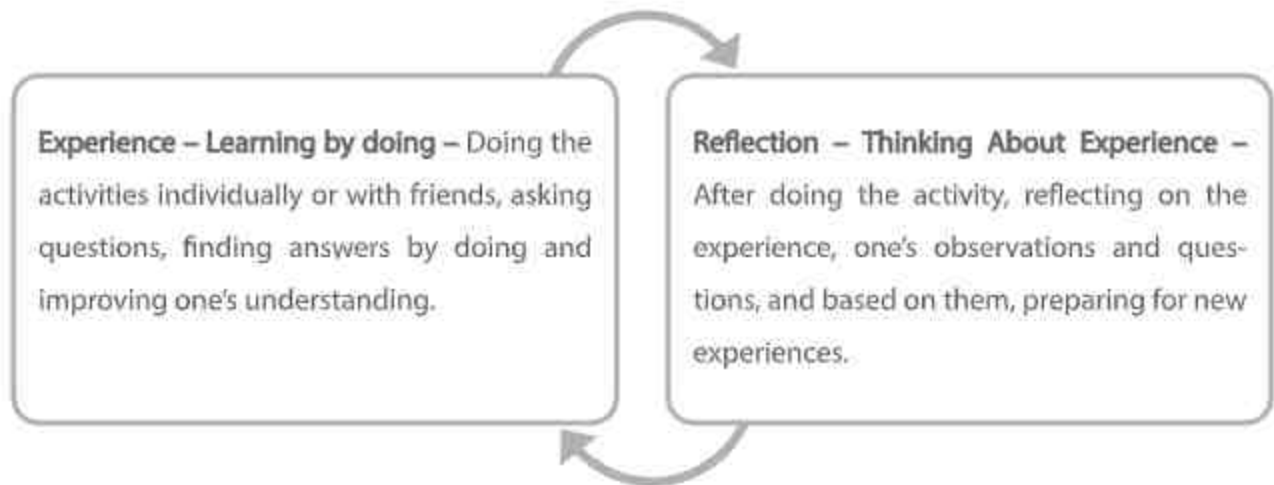 Experience – Learning by doing – Doing the
activities individually or with friends, asking
questions, finding answers by doing and
improving one's understanding.
Reflection – Thinking About Experience –
After doing the activity, reflecting on the
experience, one's observations and ques-
tions, and based on them, preparing for new
experiences.